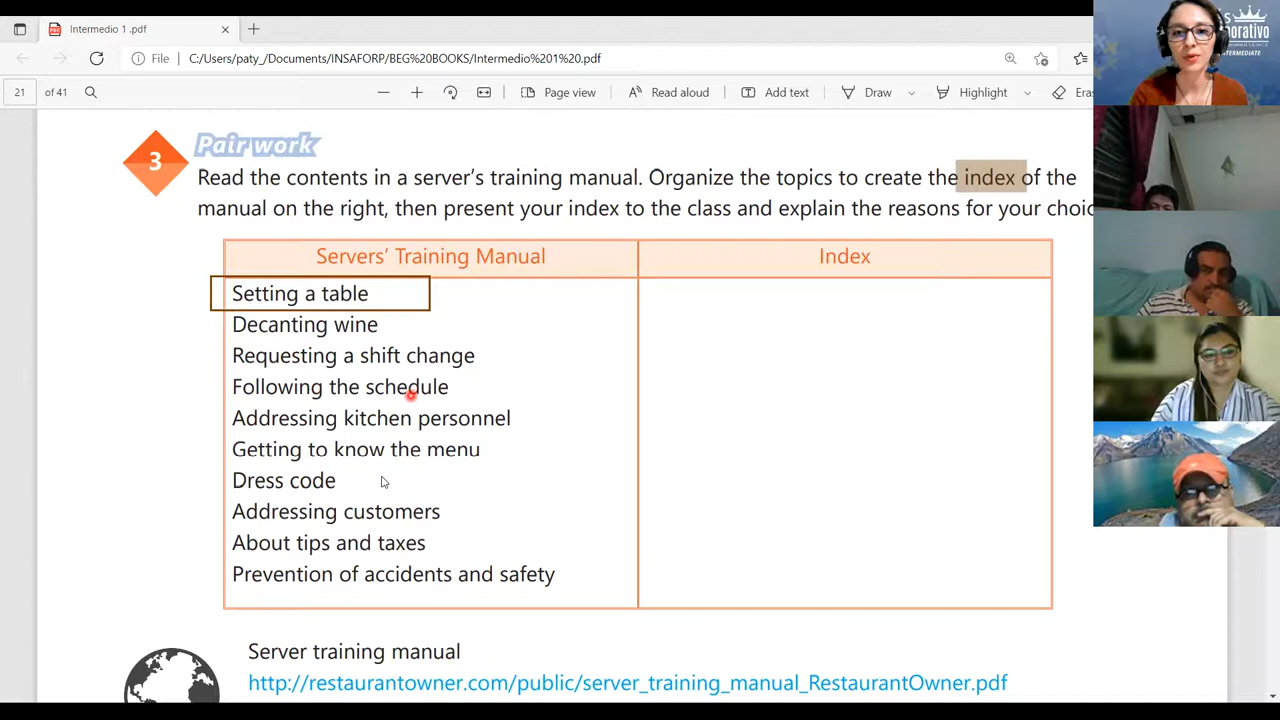 Intermedio 1 .pdf
File
C:/Users/paty_/Documents/INSAFORP/BEG%20BOOKS/Intermedio%201%20.pdf
21 of 41
Page view
Read aloud
Add text
Draw
Highlight
3
Pair work
Read the contents in a server's training manual. Organize the topics to create the index of the
manual on the right, then present your index to the class and explain the reasons for your
Servers' Training Manual
Index
Setting a table
Decanting wine
Requesting a shift change
Following the schedule
Addressing kitchen personnel
Getting to know the menu
Dress code
Addressing customers
About tips and taxes
Prevention of accidents and safety
Server training manual
http://restaurantowner.com/public/server_training_manual_RestaurantOwner.pdf